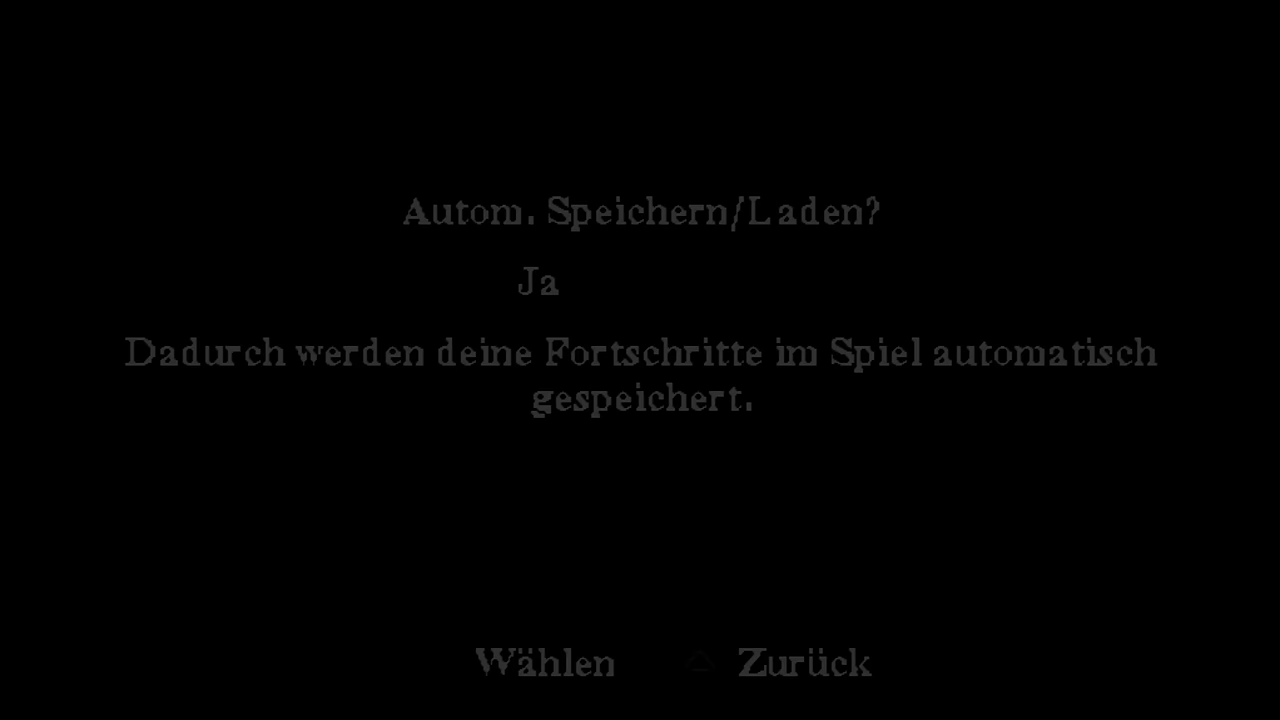 Autom. Speichern/Laden?
Ja
Dadurch werden deine Fortschritte im Spiel automatisch
gespeichert.
Wählen Zurück